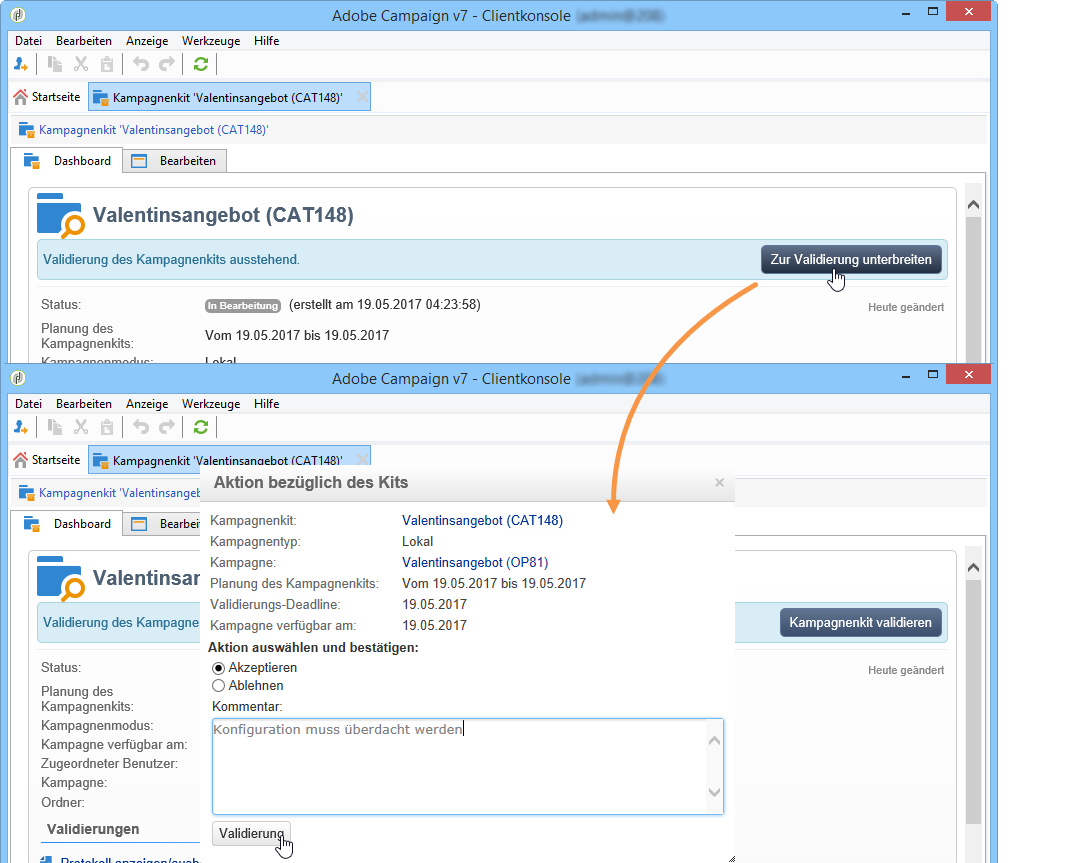 Adobe Campaign v7 - Clientkonsole
Datei Bearbeiten Anzeige Werkzeuge Hilfe
Startseite Kampagnenkit 'Valentinsangebot (CAT148)'
Kampagnenkit 'Valentinsangebot (CAT148)'
Dashboard Bearbeiten
Valentinsangebot (CAT148)
Validierung des Kampagnenkits ausstehend. Zur Validierung unterbreiten
Status: In Bearbeitung (erstellt am 19.05.2017 04:23:58) Heute geändert
Planung des
Kampagnenkits: Vom 19.05.2017 bis 19.05.2017
Kampagnenmodus: Lokal
Adobe Campaign v7 - Clientkonsole
Datei Bearbeiten Anzeige Werkzeuge Hilfe
Startseite Kampagnenkit 'Valentinsangebot (CAT148)'
Kampagnenkit 'Valentinsangeb
Dashboard Bearbei
Valentinsar
Validierung des Kampagne Kampagnenkit validieren
Status: Heute geändert
Planung des
Kampagnenkits:
Kampagnenmodus:
Kampagne verfügbar am:
Zugeordneter Benutzer:
Kampagne:
Ordner:
Validierungen
Protokoll anzeigen/ausb
Aktion bezüglich des Kits
Kampagnenkit: Valentinsangebot (CAT148)
Kampagnentyp: Lokal
Kampagne: Valentinsangebot (OP81)
Planung des Kampagnenkits: Vom 19.05.2017 bis 19.05.2017
Validierungs-Deadline: 19.05.2017
Kampagne verfügbar am: 19.05.2017
Aktion auswählen und bestätigen:
Akzeptieren
Ablehnen
Kommentar:
Konfiguration muss überdacht werden
Validierung